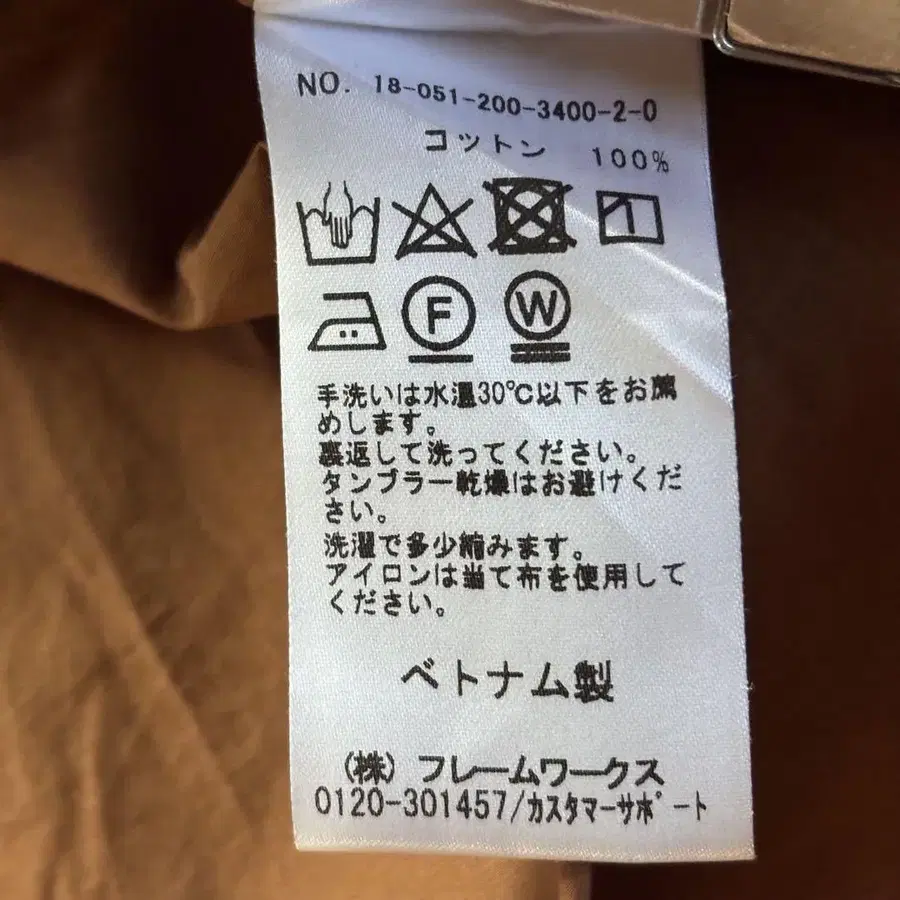 NO. 18-051-200-3400-2-0
コットン 100%
F W
手洗いは水温30℃以下をお薦
めします。
裏返して洗ってください。
タンブラー乾燥はお避けくだ
さい。
洗濯で多少縮みます。
アイロンは当て布を使用して
ください。
ベトナム製
(株) フレームワークス
0120-301457/カスタマーサポート